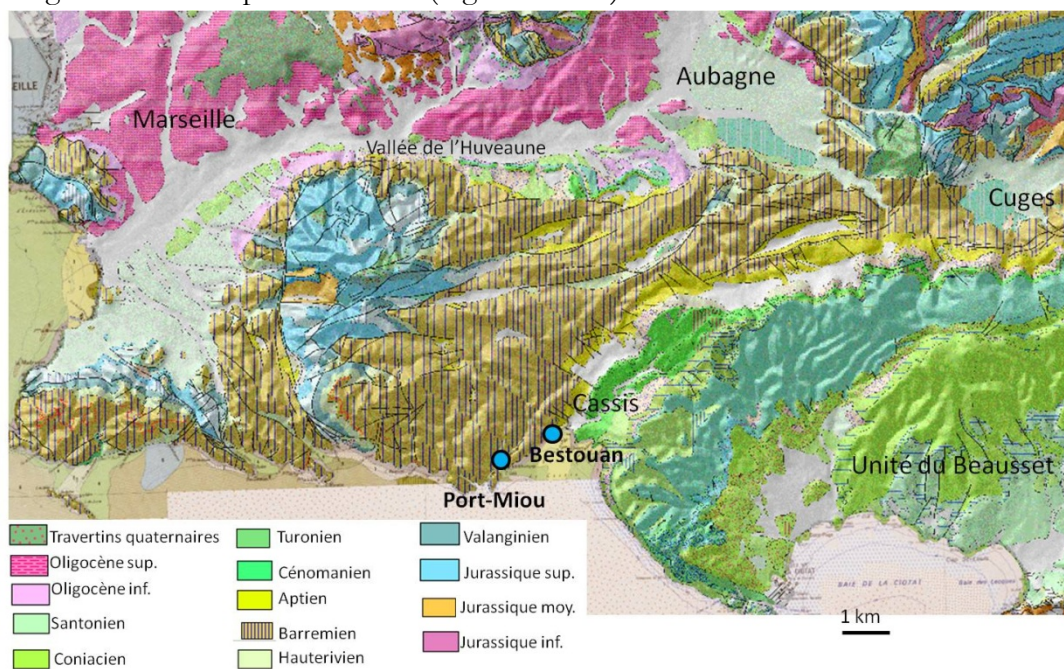 Marseille
Aubagne
Vallée de l'Huveaune
Cuges
Cassis
Bestouan
Port-Miou
Unité du Beausset
BAIE DE LA CIOTAT
Travertins quaternaires
Oligocène sup.
Oligocène inf.
Santonien
Coniacien
Turonien
Cénomanien
Aptien
Barremien
Hauterivien
Valanginien
Jurassique sup.
Jurassique moy.
Jurassique inf.
1 km